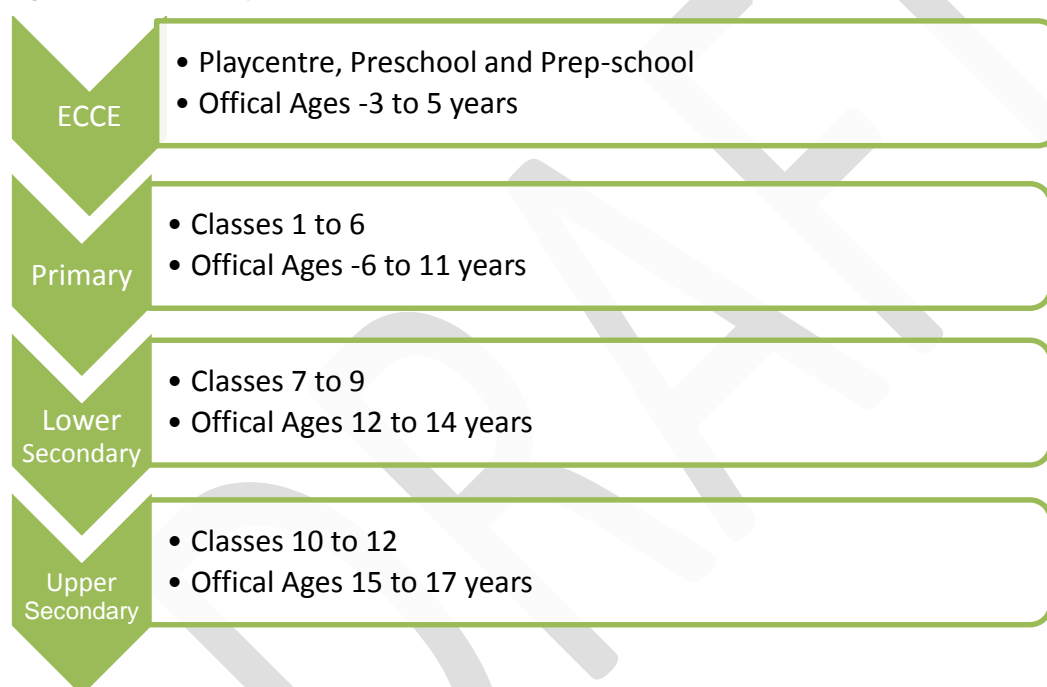 ECCE
• Playcentre, Preschool and Prep-school
• Offical Ages -3 to 5 years
Primary
• Classes 1 to 6
• Offical Ages -6 to 11 years
Lower
Secondary
• Classes 7 to 9
• Offical Ages 12 to 14 years
Upper
Secondary
• Classes 10 to 12
• Offical Ages 15 to 17 years
DRAFT